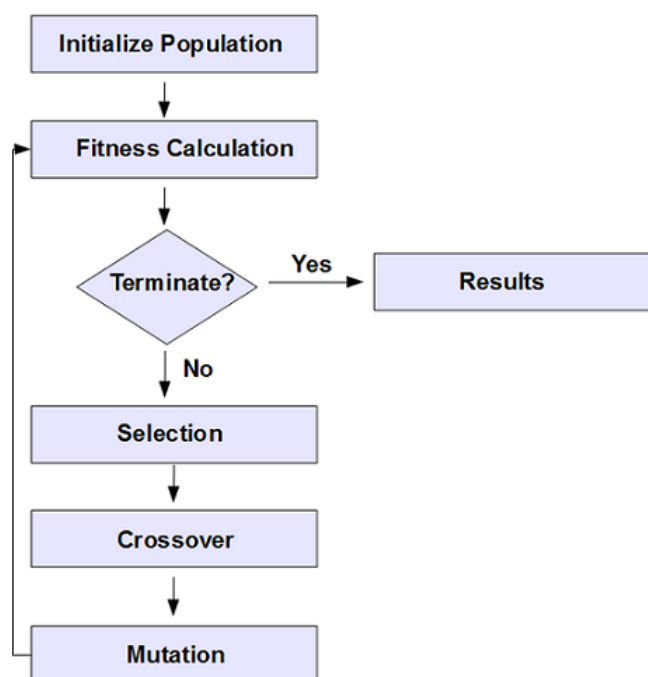 Initialize Population
Fitness Calculation
Terminate?
Yes
Results
No
Selection
Crossover
Mutation